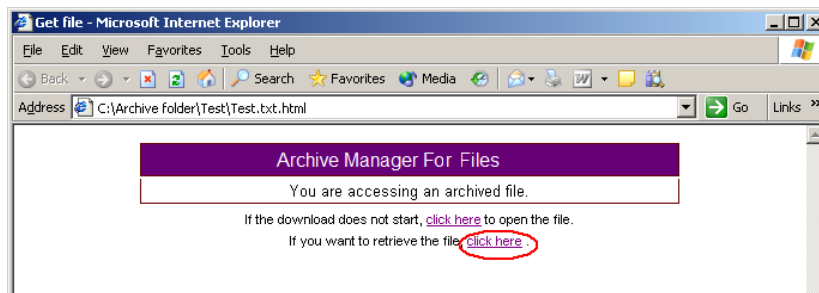 Get file - Microsoft Internet Explorer
File Edit View Favorites Tools Help
Back Search Favorites Media
Address C:\Archive folder\Test\Test.txt.html Go Links »
Archive Manager For Files
You are accessing an archived file.
If the download does not start, click here to open the file.
If you want to retrieve the file, click here .